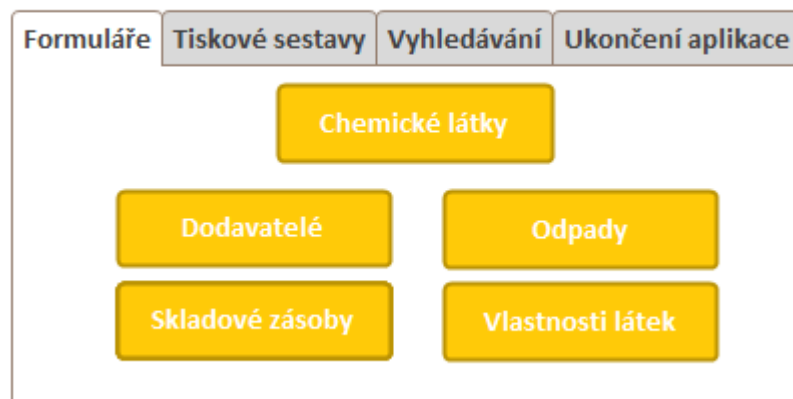 Formuláře Tiskové sestavy Vyhledávání Ukončení aplikace
Chemické látky
Dodavatelé Odpady
Skladové zásoby Vlastnosti látek